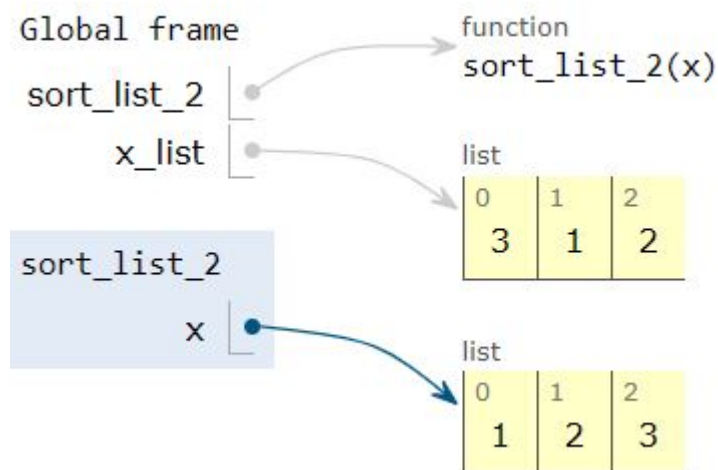 Global frame
function
sort_list_2(x)
sort_list_2
x_list
list
0 1 2
3 1 2
sort_list_2
x
list
0 1 2
1 2 3